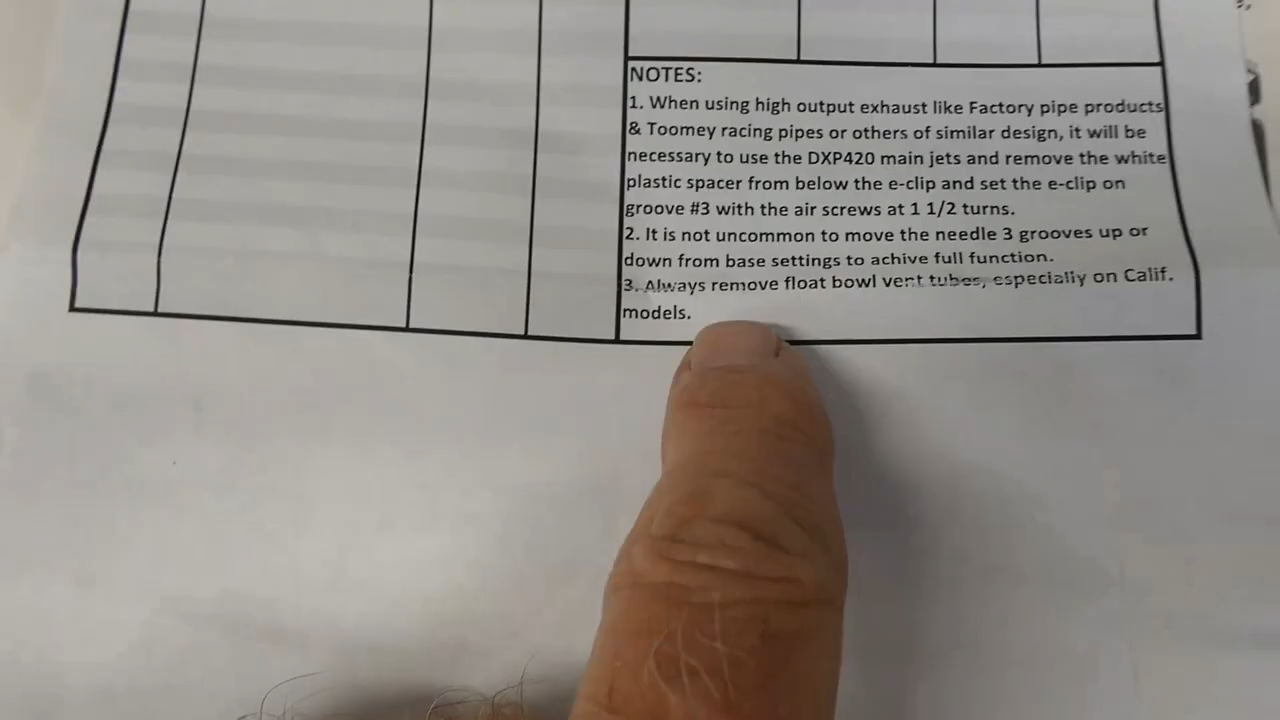 NOTES:
1. When using high output exhaust like Factory pipe products
& Toomey racing pipes or others of similar design, it will be
necessary to use the DXP420 main jets and remove the white
plastic spacer from below the e-clip and set the e-clip on
groove #3 with the air screws at 1 1/2 turns.
2. It is not uncommon to move the needle 3 grooves up or
down from base settings to achive full function.
3. Always remove float bowl vent tubes, especially on Calif.
models.